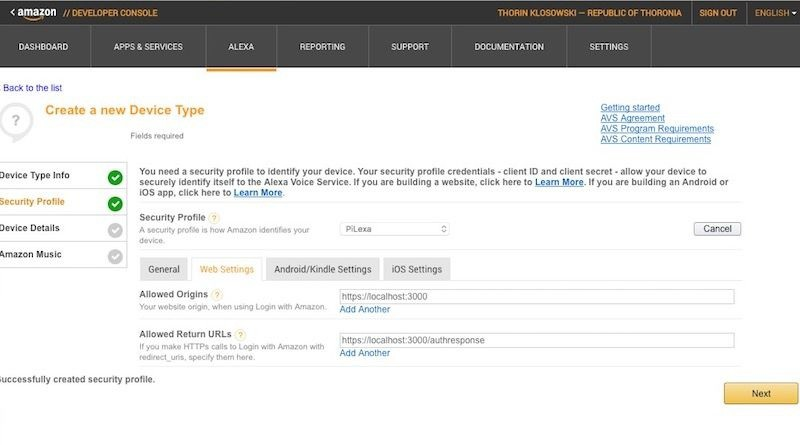 < amazon // DEVELOPER CONSOLE THORIN KLOSOWSKI — REPUBLIC OF THORONIA SIGN OUT ENGLISH
DASHBOARD APPS & SERVICES ALEXA REPORTING SUPPORT DOCUMENTATION SETTINGS
Back to the list
?
Create a new Device Type
Fields required
Getting started
AVS Agreement
AVS Program Requirements
AVS Content Requirements
Device Type Info
Security Profile
Device Details
Amazon Music
You need a security profile to identify your device. Your security profile credentials - client ID and client secret - allow your device to
securely identify itself to the Alexa Voice Service. If you are building a website, click here to Learn More. If you are building an Android or
iOS app, click here to Learn More.
Security Profile ?
A security profile is how Amazon identifies your
device.
PiLexa
Cancel
General Web Settings Android/Kindle Settings iOS Settings
Allowed Origins ?
Your website origin, when using Login with Amazon.
https://localhost:3000
Add Another
Allowed Return URLs ?
If you make HTTPs calls to Login with Amazon with
redirect_uris, specify them here.
https://localhost:3000/authresponse
Add Another
uccessfully created security profile.
Next